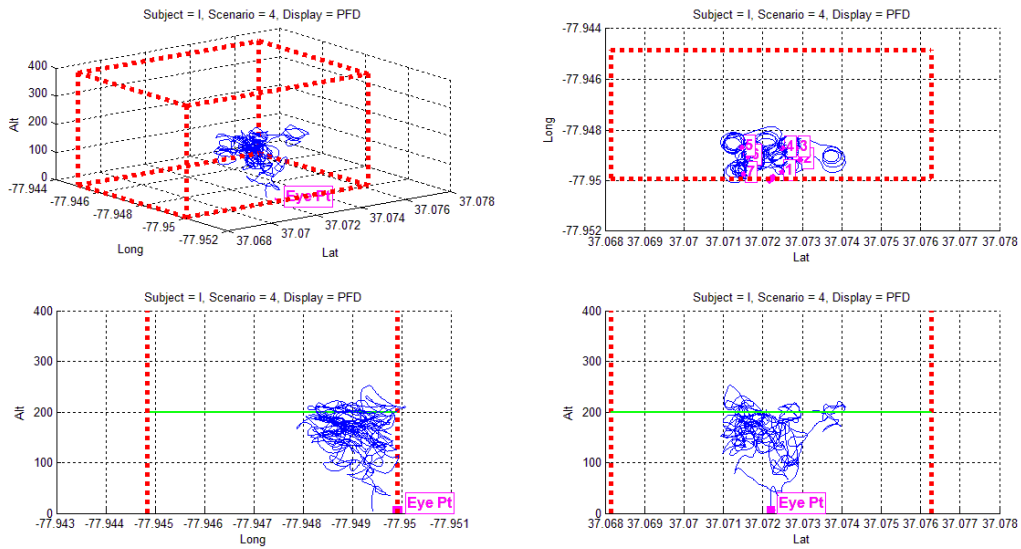 Subject = I, Scenario = 4, Display = PFD
400
300
200
100
0
Alt
-77.944
-77.946
-77.948
-77.95
-77.952
Long
37.068
37.07
37.072
37.074
37.076
37.078
Lat
Eye Pt
Subject = I, Scenario = 4, Display = PFD
-77.944
-77.946
-77.948
-77.95
-77.952
Long
5
4
3
2
7
1
37.068 37.069 37.07 37.071 37.072 37.073 37.074 37.075 37.076 37.077 37.078
Lat
Subject = I, Scenario = 4, Display = PFD
400
300
200
100
0
Alt
Eye Pt
-77.943 -77.944 -77.945 -77.946 -77.947 -77.948 -77.949 -77.95 -77.951
Long
Subject = I, Scenario = 4, Display = PFD
400
300
200
100
0
Alt
Eye Pt
37.068 37.069 37.07 37.071 37.072 37.073 37.074 37.075 37.076 37.077 37.078
Lat